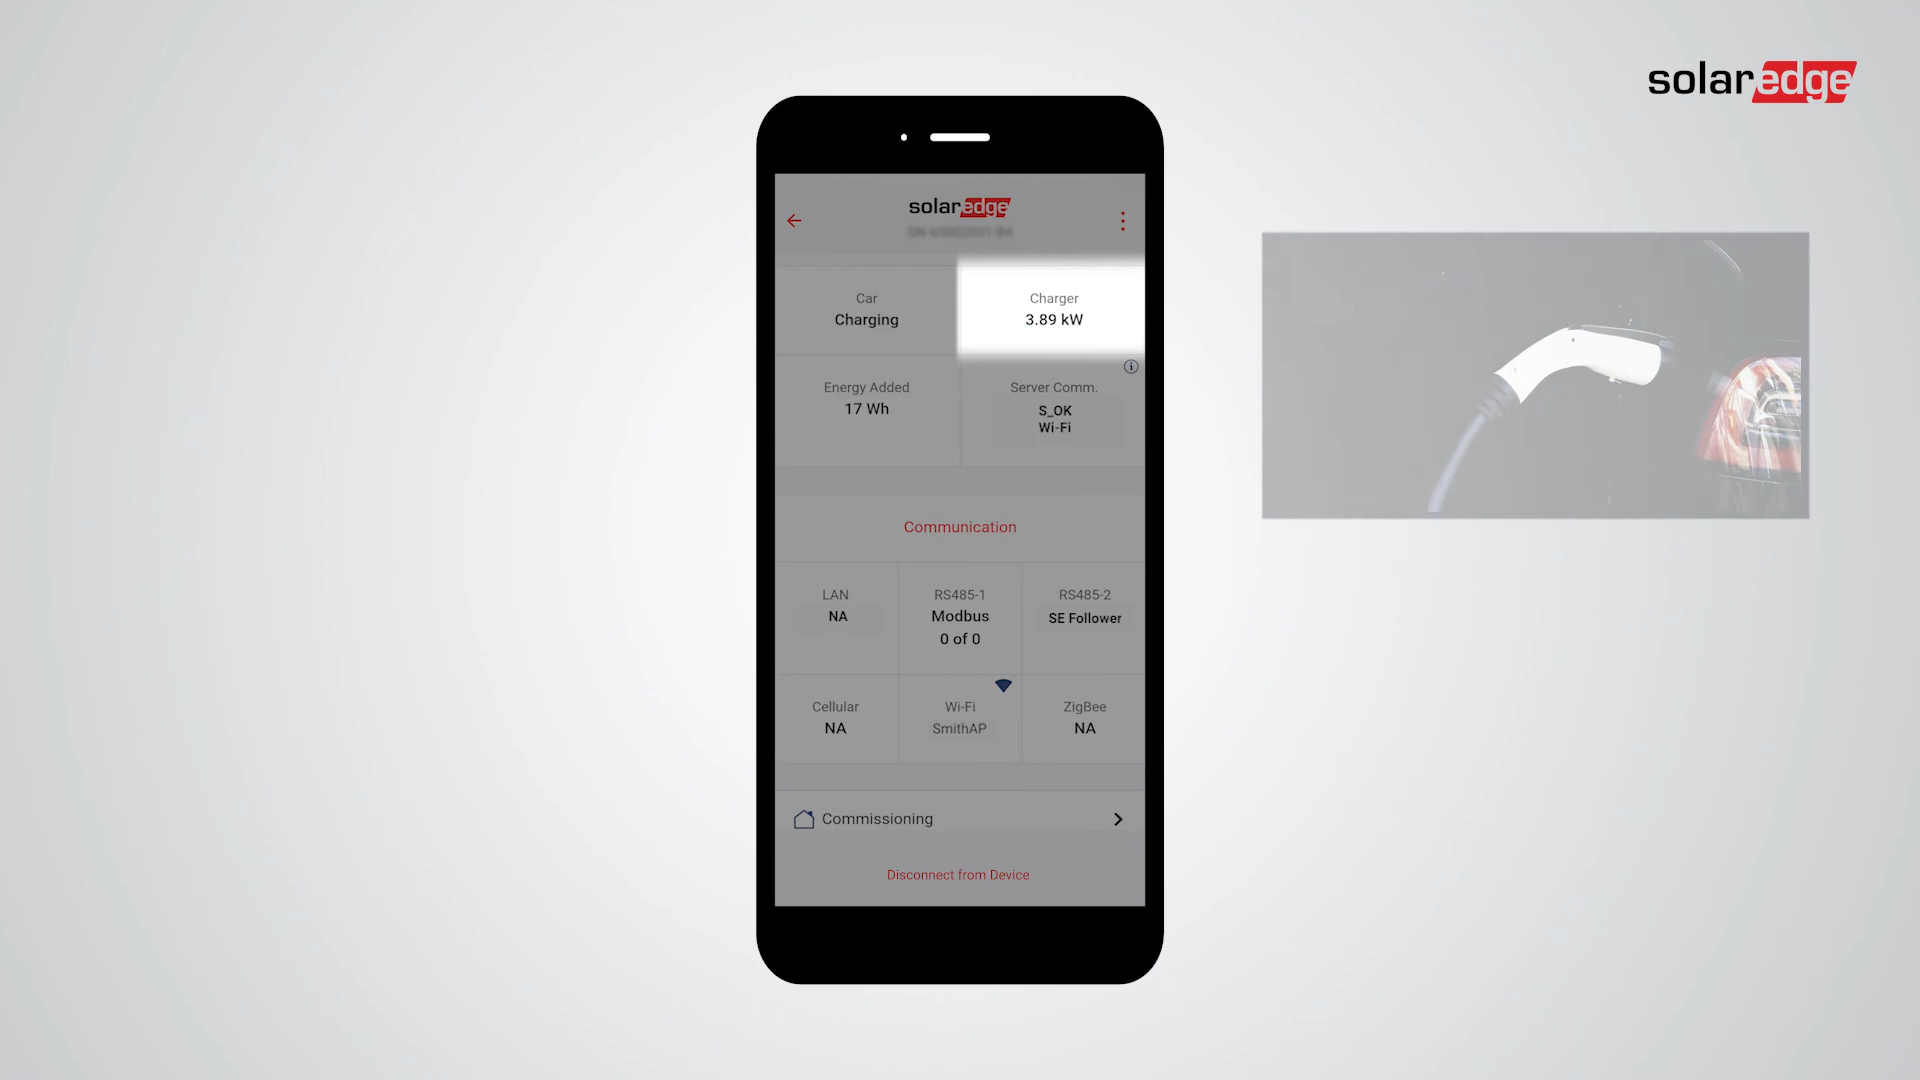 solaredge
solaredge
Car
Charging
Charger
3.89 kW
Energy Added
17 Wh
Server Comm.
S_OK
Wi-Fi
Communication
LAN
NA
RS485-1
Modbus
0 of 0
RS485-2
SE Follower
Cellular
NA
Wi-Fi
SmithAP
ZigBee
NA
Commissioning
Disconnect from Device